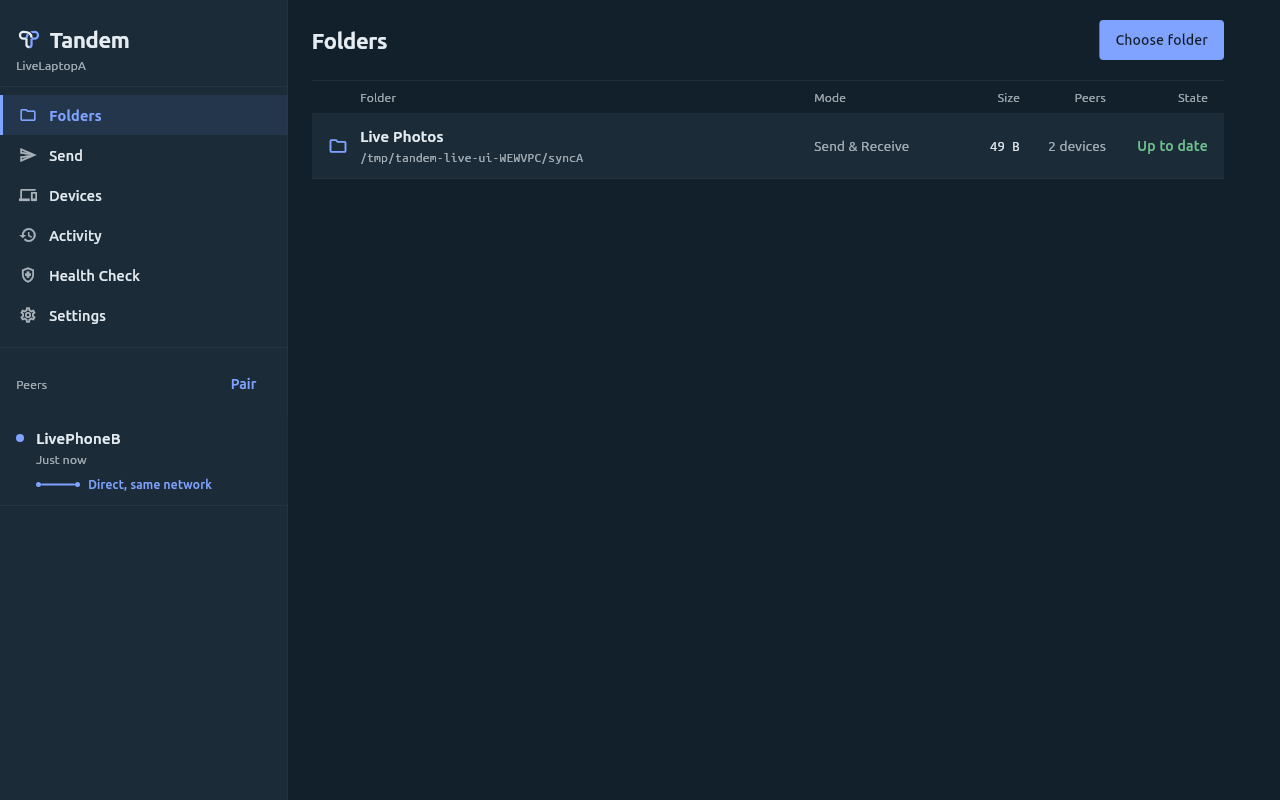 Tandem
LiveLaptopA
Folders
Send
Devices
Activity
Health Check
Settings
Peers Pair
LivePhoneB
Just now
Direct, same network
Folders
Choose folder
Folder Mode Size Peers State
Live Photos
/tmp/tandem-live-ui-WEWVPC/syncA
Send & Receive 49 B 2 devices Up to date